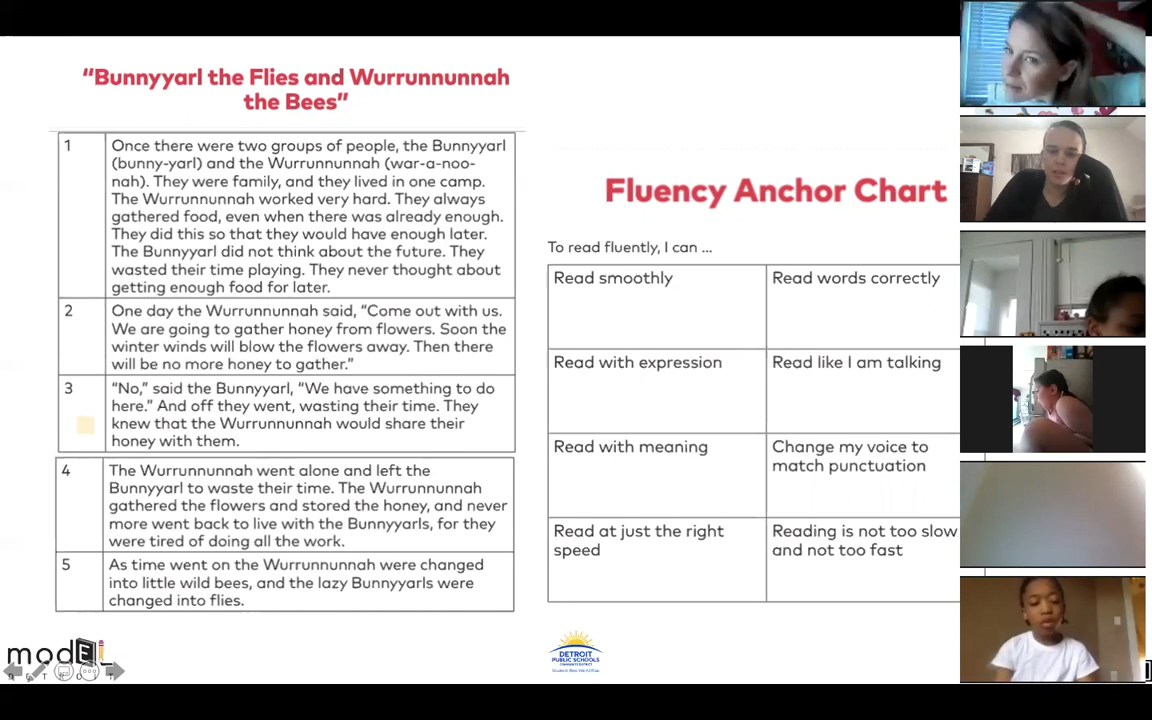 “Bunnyyarl the Flies and Wurrunnunnah
the Bees”
1
Once there were two groups of people, the Bunnyyarl
(bunny-yarl) and the Wurrunnunnah (war-a-noo-
nah). They were family, and they lived in one camp.
The Wurrunnunnah worked very hard. They always
gathered food, even when there was already enough.
They did this so that they would have enough later.
The Bunnyyarl did not think about the future. They
wasted their time playing. They never thought about
getting enough food for later.
2
One day the Wurrunnunnah said, “Come out with us.
We are going to gather honey from flowers. Soon the
winter winds will blow the flowers away. Then there
will be no more honey to gather.”
3
“No,” said the Bunnyyarl, “We have something to do
here.” And off they went, wasting their time. They
knew that the Wurrunnunnah would share their
honey with them.
4
The Wurrunnunnah went alone and left the
Bunnyyarl to waste their time. The Wurrunnunnah
gathered the flowers and stored the honey, and never
more went back to live with the Bunnyyarls, for they
were tired of doing all the work.
5
As time went on the Wurrunnunnah were changed
into little wild bees, and the lazy Bunnyyarls were
changed into flies.
Fluency Anchor Chart
To read fluently, I can ...
Read smoothly
Read words correctly
Read with expression
Read like I am talking
Read with meaning
Change my voice to
match punctuation
Read at just the right
speed
Reading is not too slow
and not too fast
modEL
DETROIT
DETROIT
PUBLIC SCHOOLS
COMMUNITY DISTRICT